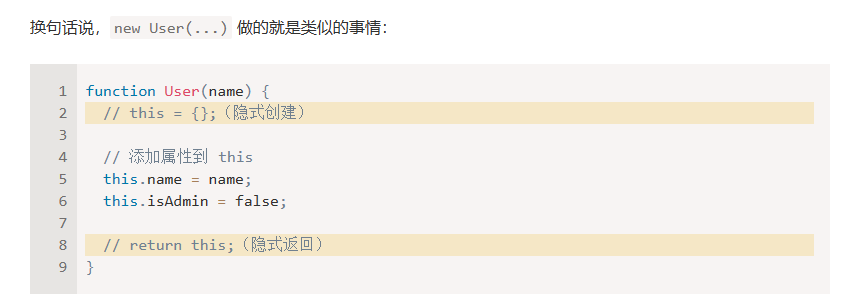 换句话说，new User(...) 做的就是类似的事情：
1 function User(name) {
2   // this = {};（隐式创建）
3
4   // 添加属性到 this
5   this.name = name;
6   this.isAdmin = false;
7
8   // return this;（隐式返回）
9 }